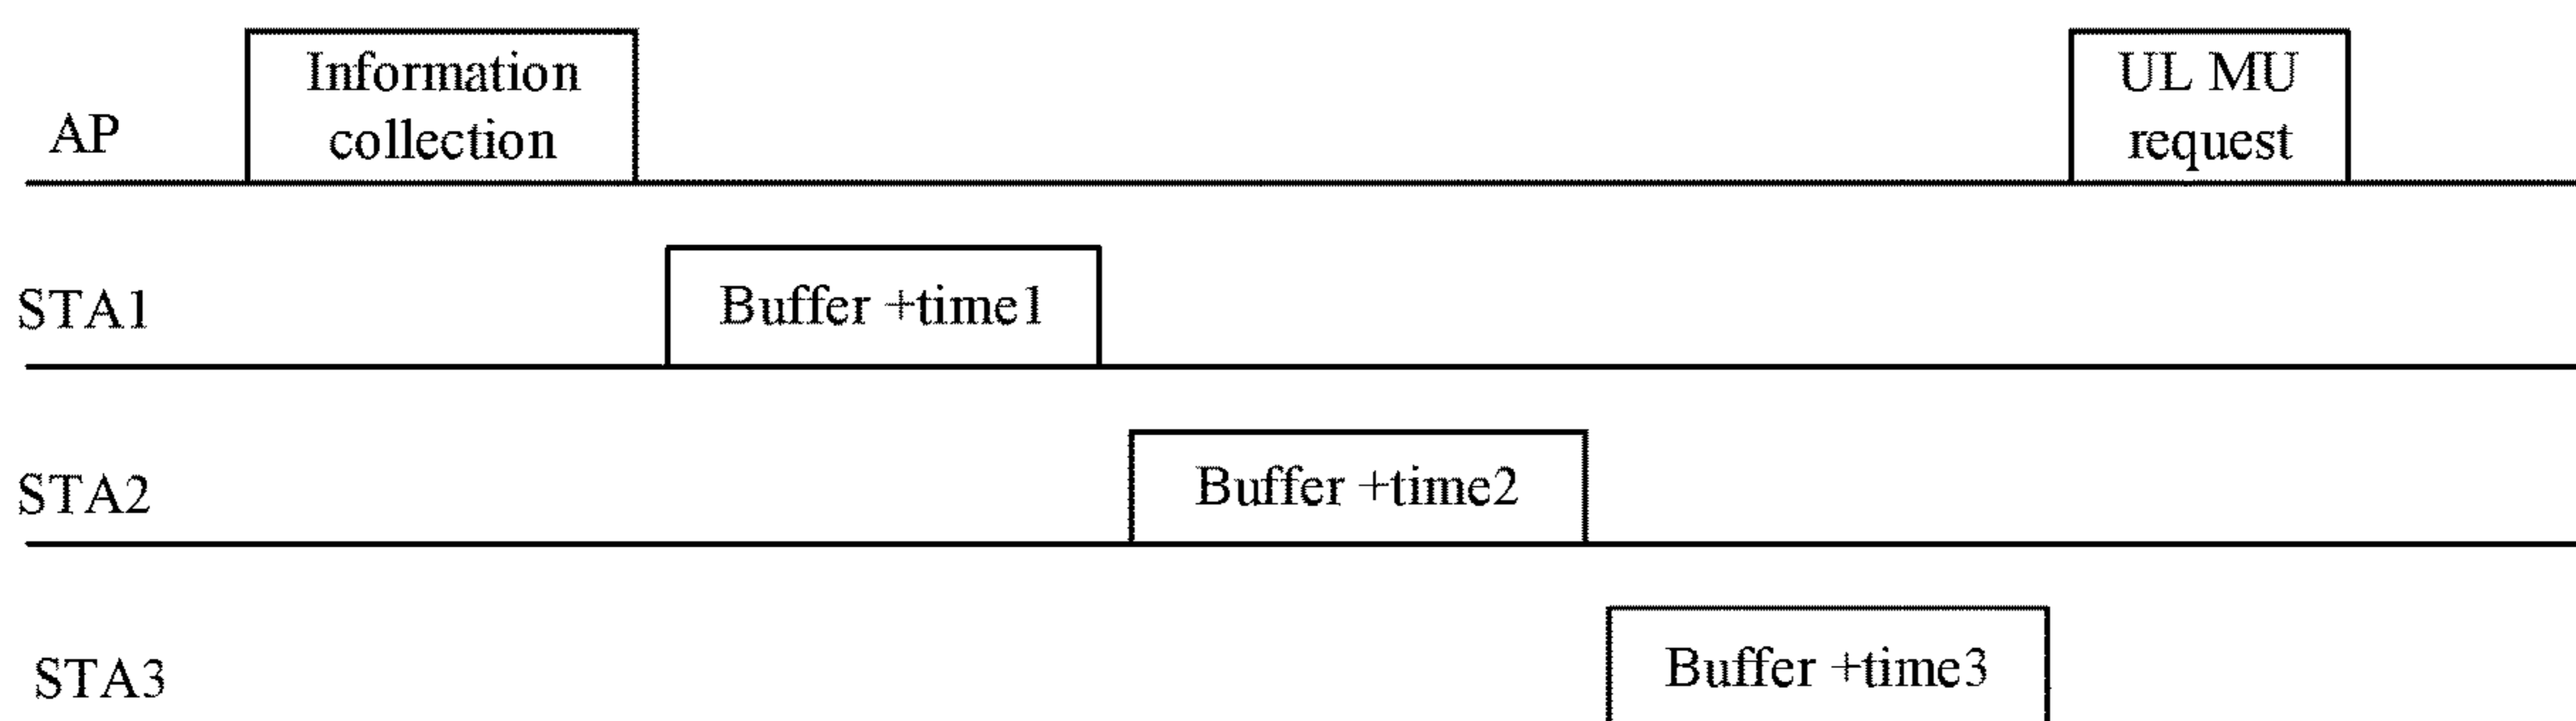 Information
collection
AP
UL MU
request
STA1
Buffer +time1
STA2
Buffer +time2
STA3
Buffer +time3